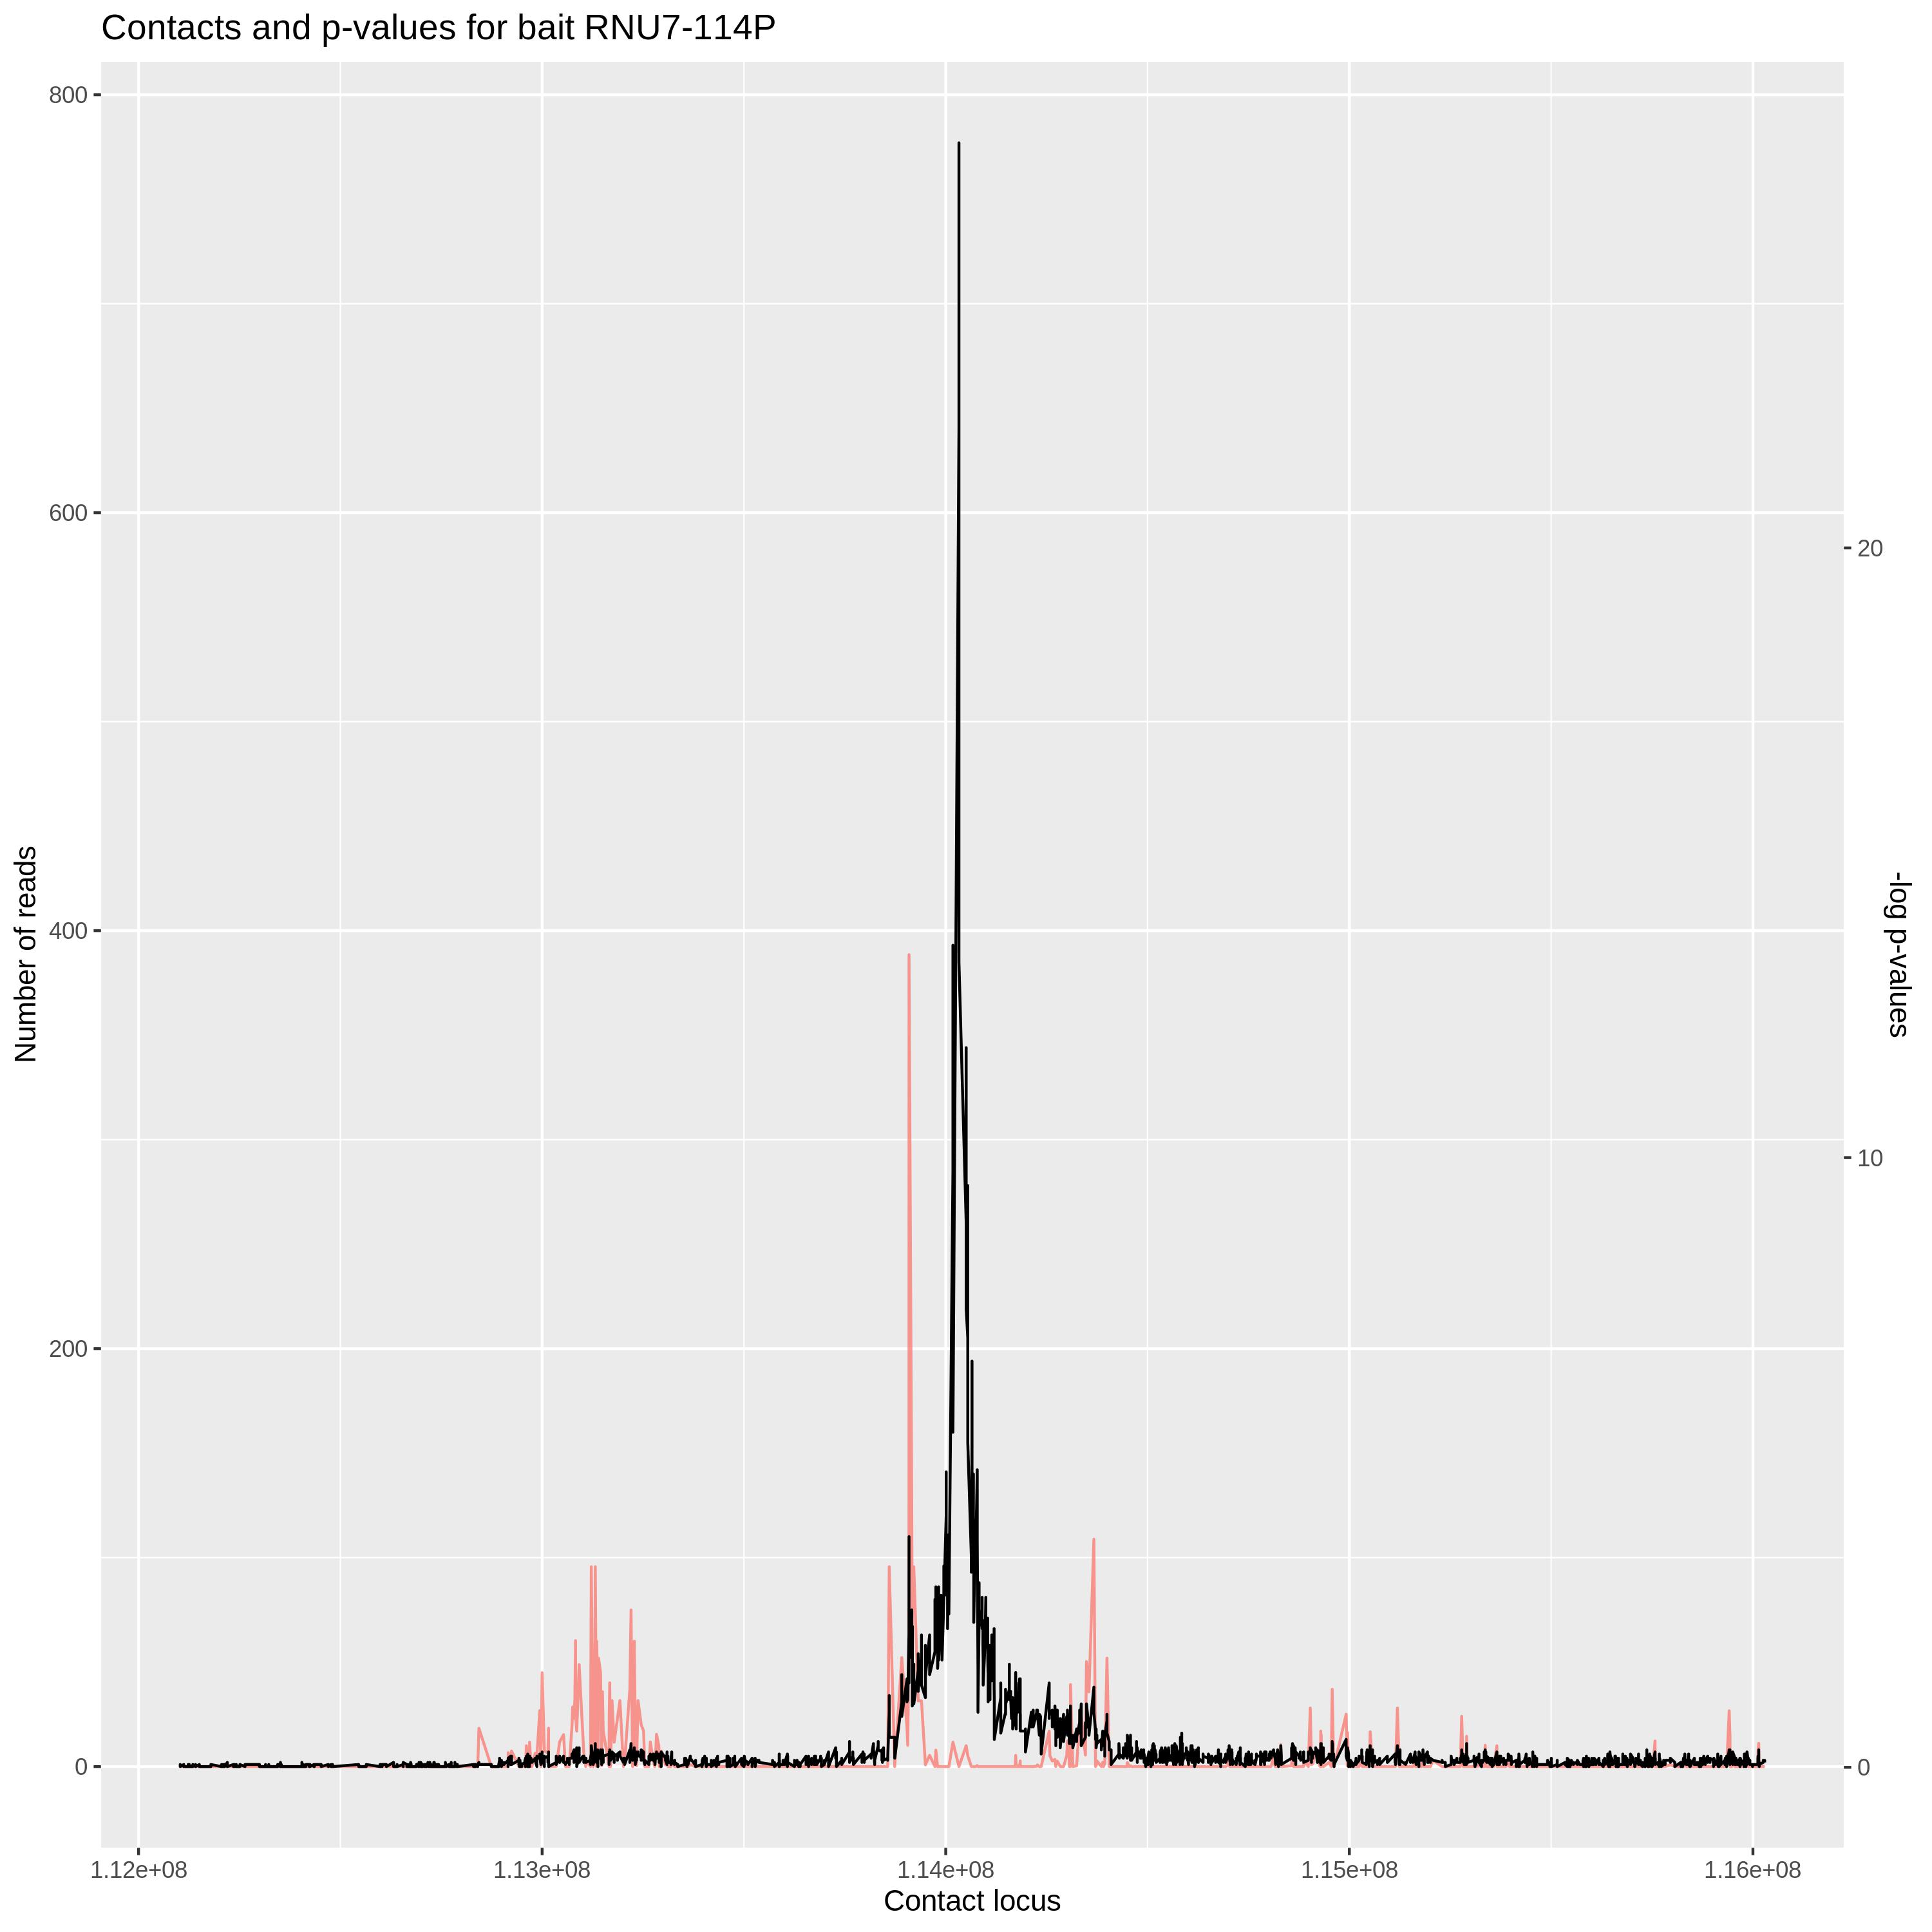 Contacts and p-values for bait RNU7-114P
800
600
400
200
0
Number of reads
20
10
0
-log p-values
1.12e+08
1.13e+08
1.14e+08
1.15e+08
1.16e+08
Contact locus